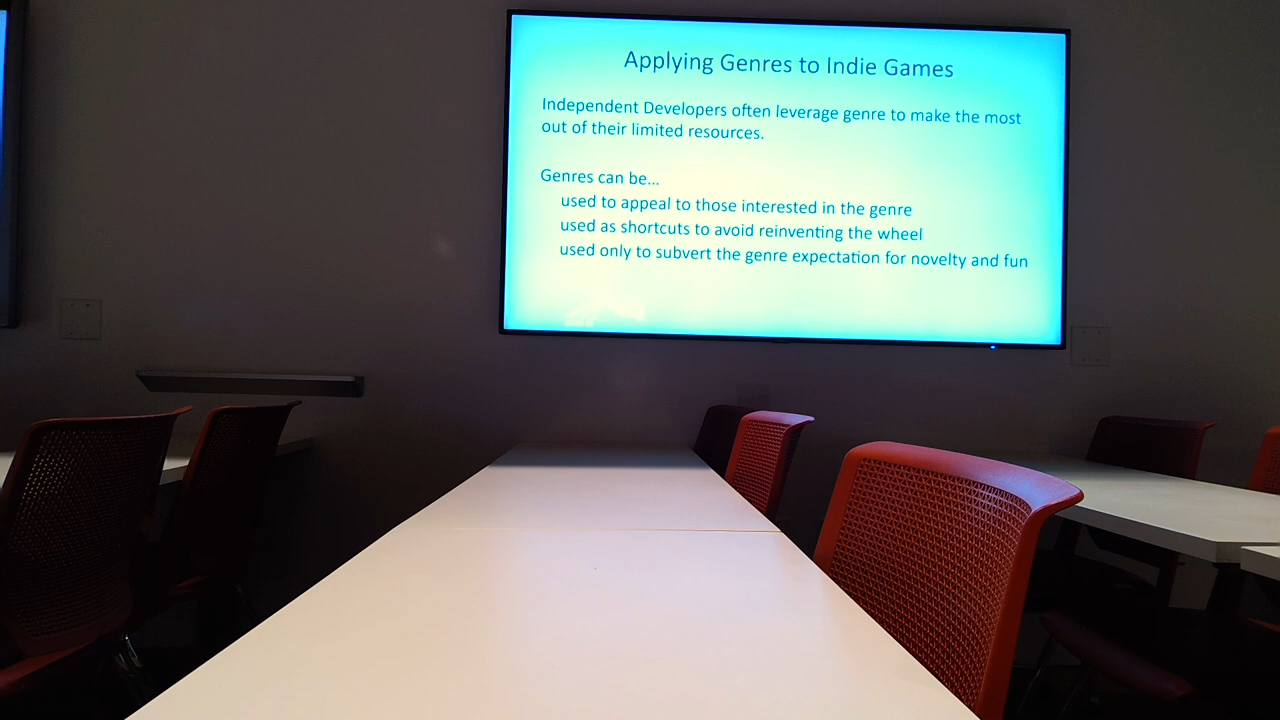 Applying Genres to Indie Games
Independent Developers often leverage genre to make the most
out of their limited resources.
Genres can be...
used to appeal to those interested in the genre
used as shortcuts to avoid reinventing the wheel
used only to subvert the genre expectation for novelty and fun